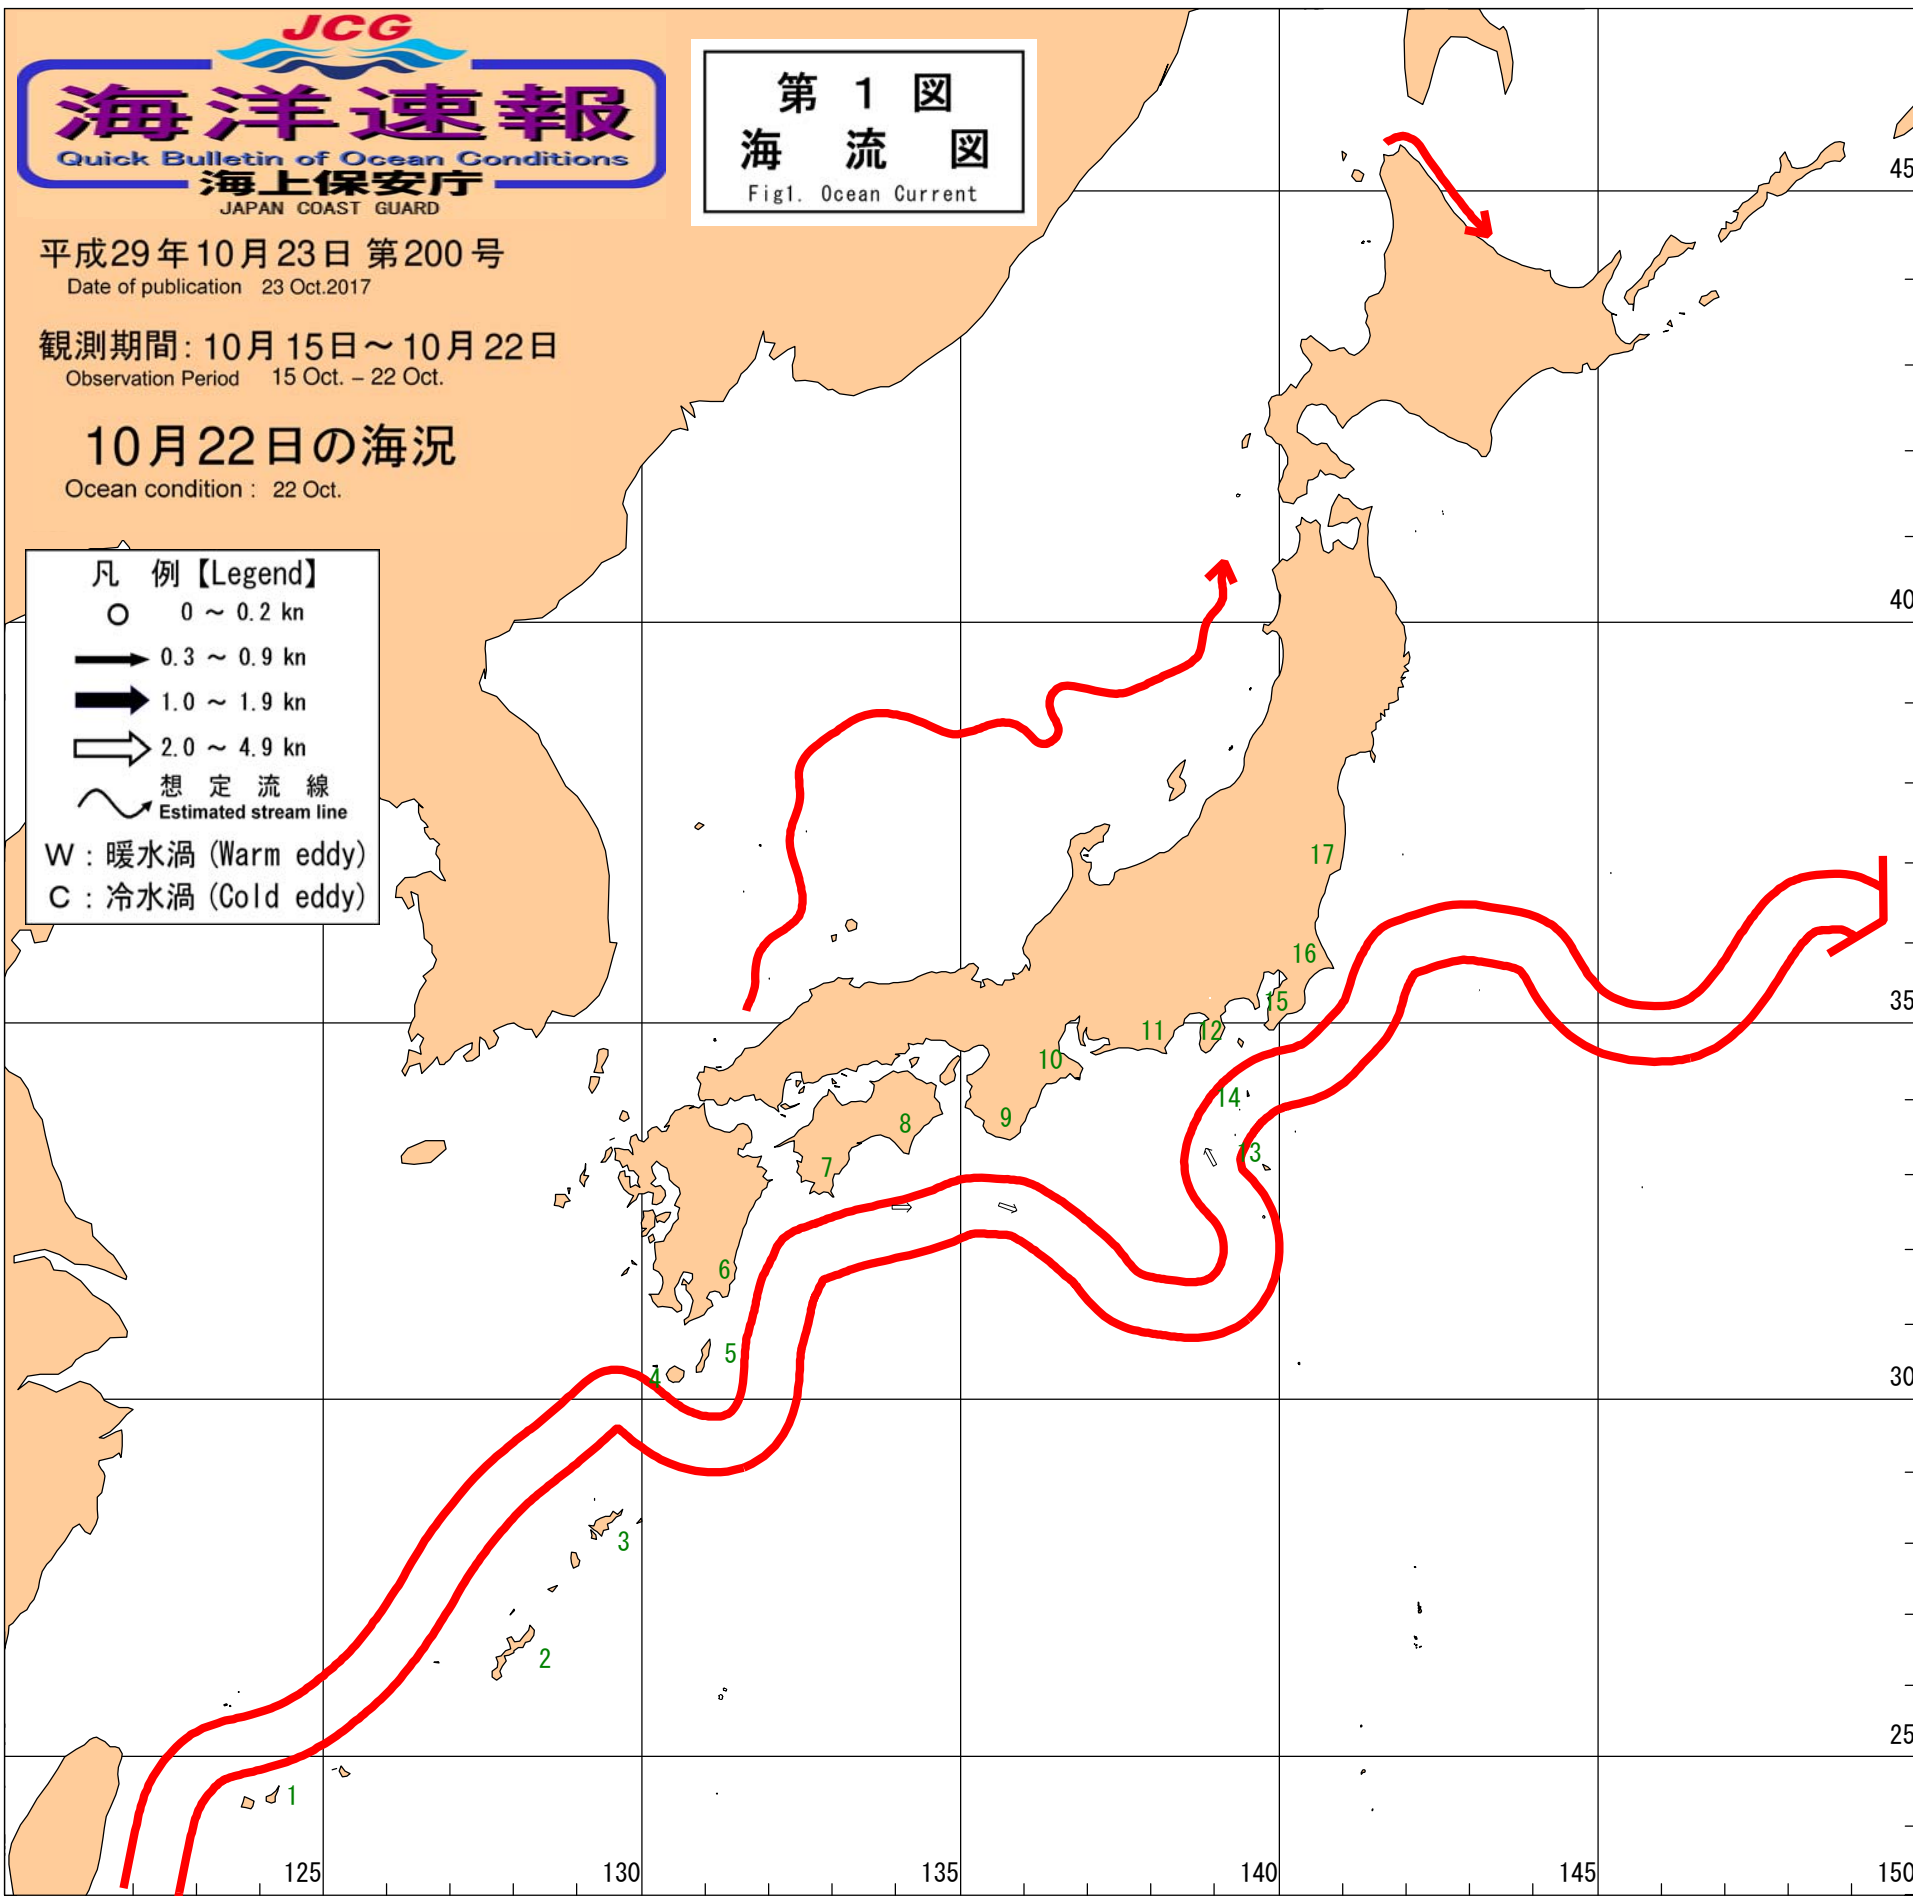 JCG
海洋速報
Quick Bulletin of Ocean Conditions
海上保安庁
JAPAN COAST GUARD
平成29年10月23日 第200号
Date of publication 23 Oct.2017
観測期間: 10月15日～10月22日
Observation Period 15 Oct. – 22 Oct.
10月22日の海況
Ocean condition : 22 Oct.
第 1 図
海 流 図
Fig1. Ocean Current
凡 例【Legend】
0 ～ 0.2 kn
0.3 ～ 0.9 kn
1.0 ～ 1.9 kn
2.0 ～ 4.9 kn
想 定 流 線
Estimated stream line
W : 暖水渦 (Warm eddy)
C : 冷水渦 (Cold eddy)
45
40
17
16
35
15
12
11
10
14
9
8
13
7
6
5
4
30
3
2
25
1
125
130
135
140
145
150